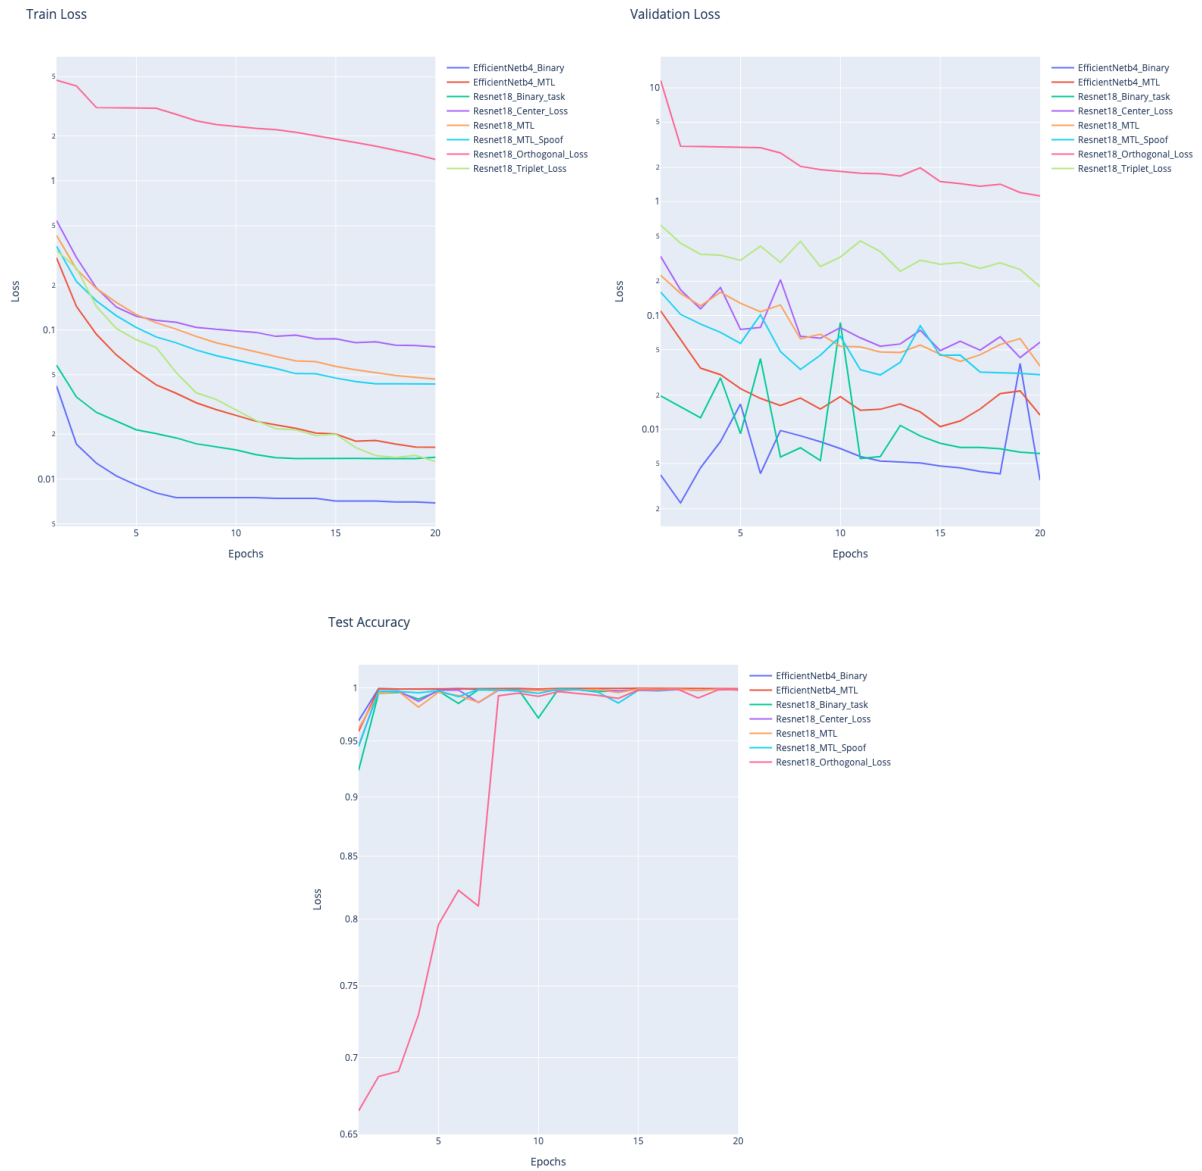 Train Loss
5
2
1
5
2
0.1
5
2
0.01
5
Loss
5
10
15
20
Epochs
EfficientNetb4_Binary
EfficientNetb4_MTL
Resnet18_Binary_task
Resnet18_Center_Loss
Resnet18_MTL
Resnet18_MTL_Spoof
Resnet18_Orthogonal_Loss
Resnet18_Triplet_Loss
Validation Loss
10
5
2
1
5
2
0.1
5
2
0.01
5
2
Loss
5
10
15
20
Epochs
EfficientNetb4_Binary
EfficientNetb4_MTL
Resnet18_Binary_task
Resnet18_Center_Loss
Resnet18_MTL
Resnet18_MTL_Spoof
Resnet18_Orthogonal_Loss
Resnet18_Triplet_Loss
Test Accuracy
1
0.95
0.9
0.85
0.8
0.75
0.7
0.65
Loss
5
10
15
20
Epochs
EfficientNetb4_Binary
EfficientNetb4_MTL
Resnet18_Binary_task
Resnet18_Center_Loss
Resnet18_MTL
Resnet18_MTL_Spoof
Resnet18_Orthogonal_Loss